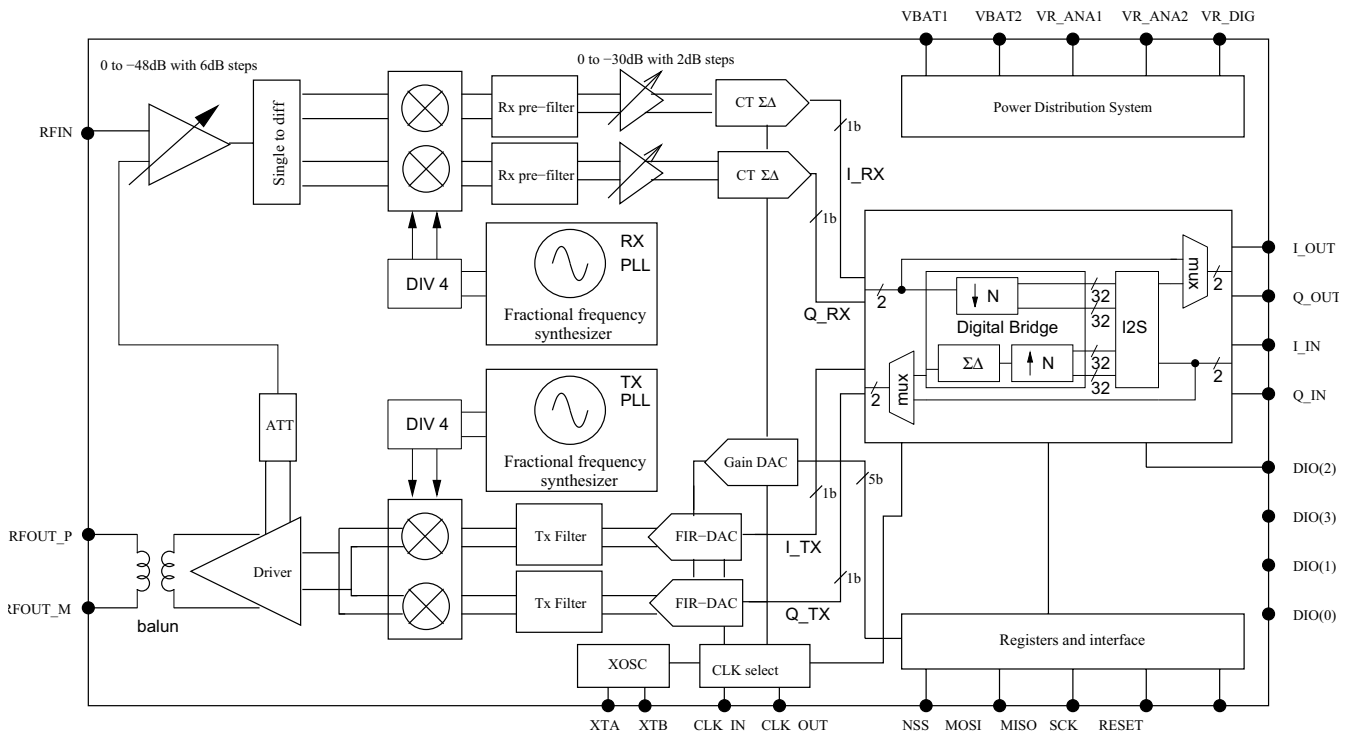 VBAT1 VBAT2 VR_ANA1 VR_ANA2 VR_DIG
0 to −48dB with 6dB steps
0 to −30dB with 2dB steps
Power Distribution System
RFIN
Single to diff
Rx pre−filter
CT ΣΔ
1b
Rx pre−filter
CT ΣΔ
1b
I_RX
Q_RX
RX
PLL
DIV 4
Fractional frequency
synthesizer
TX
PLL
DIV 4
Fractional frequency
synthesizer
2
N
32
32
Digital Bridge
I2S
mux
2
ΣΔ
N
32
32
mux
2
2
I_OUT
Q_OUT
I_IN
Q_IN
DIO(2)
DIO(3)
DIO(1)
DIO(0)
ATT
Gain DAC
5b
1b
1b
RFOUT_P
RFOUT_M
balun
Driver
Tx Filter
FIR−DAC
I_TX
Tx Filter
FIR−DAC
Q_TX
XOSC
CLK select
Registers and interface
XTA XTB CLK_IN CLK_OUT
NSS MOSI MISO SCK RESET